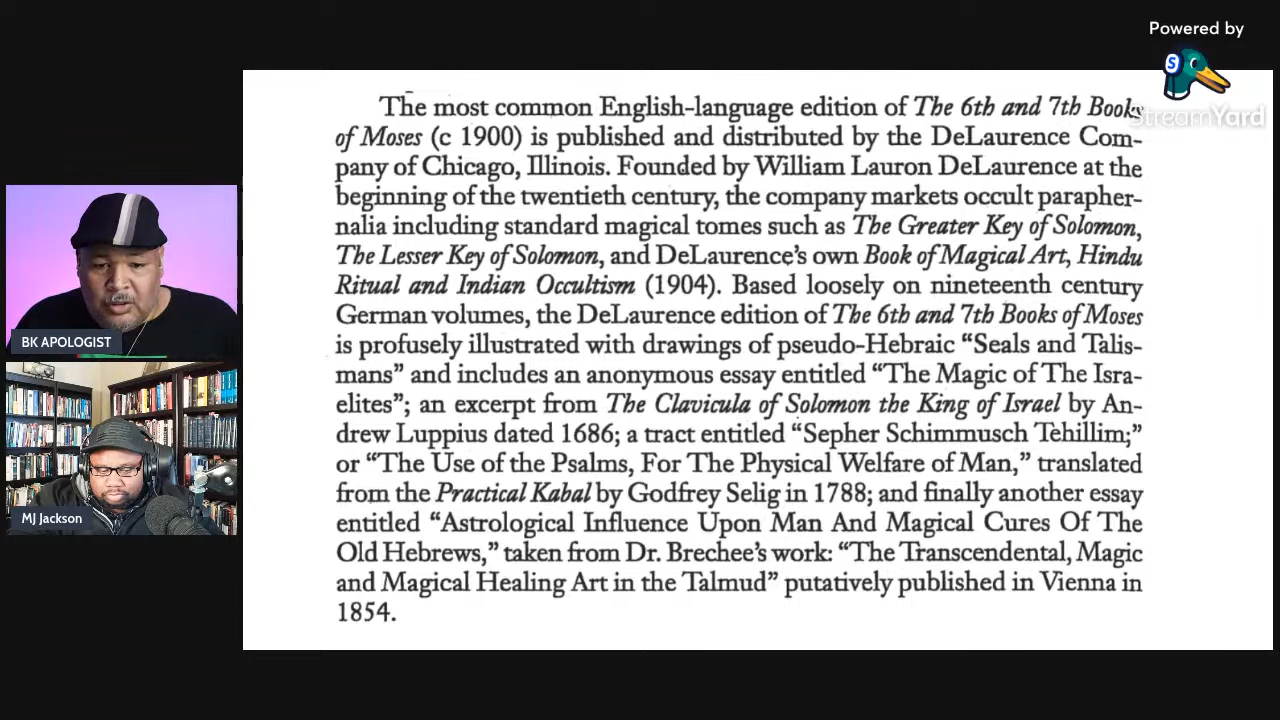 Powered by
StreamYard
The most common English-language edition of The 6th and 7th Books
of Moses (c 1900) is published and distributed by the DeLaurence Com-
pany of Chicago, Illinois. Founded by William Lauron DeLaurence at the
beginning of the twentieth century, the company markets occult parapher-
nalia including standard magical tomes such as The Greater Key of Solomon,
The Lesser Key of Solomon, and DeLaurence's own Book of Magical Art, Hindu
Ritual and Indian Occultism (1904). Based loosely on nineteenth century
German volumes, the DeLaurence edition of The 6th and 7th Books of Moses
is profusely illustrated with drawings of pseudo-Hebraic “Seals and Talis-
mans” and includes an anonymous essay entitled “The Magic of The Isra-
elites”; an excerpt from The Clavicula of Solomon the King of Israel by An-
drew Luppius dated 1686; a tract entitled “Sepher Schimmusch Tehillim;”
or “The Use of the Psalms, For The Physical Welfare of Man,” translated
from the Practical Kabal by Godfrey Selig in 1788; and finally another essay
entitled “Astrological Influence Upon Man And Magical Cures Of The
Old Hebrews,” taken from Dr. Brechee’s work: “The Transcendental, Magic
and Magical Healing Art in the Talmud” putatively published in Vienna in
1854.
BK APOLOGIST
MJ Jackson